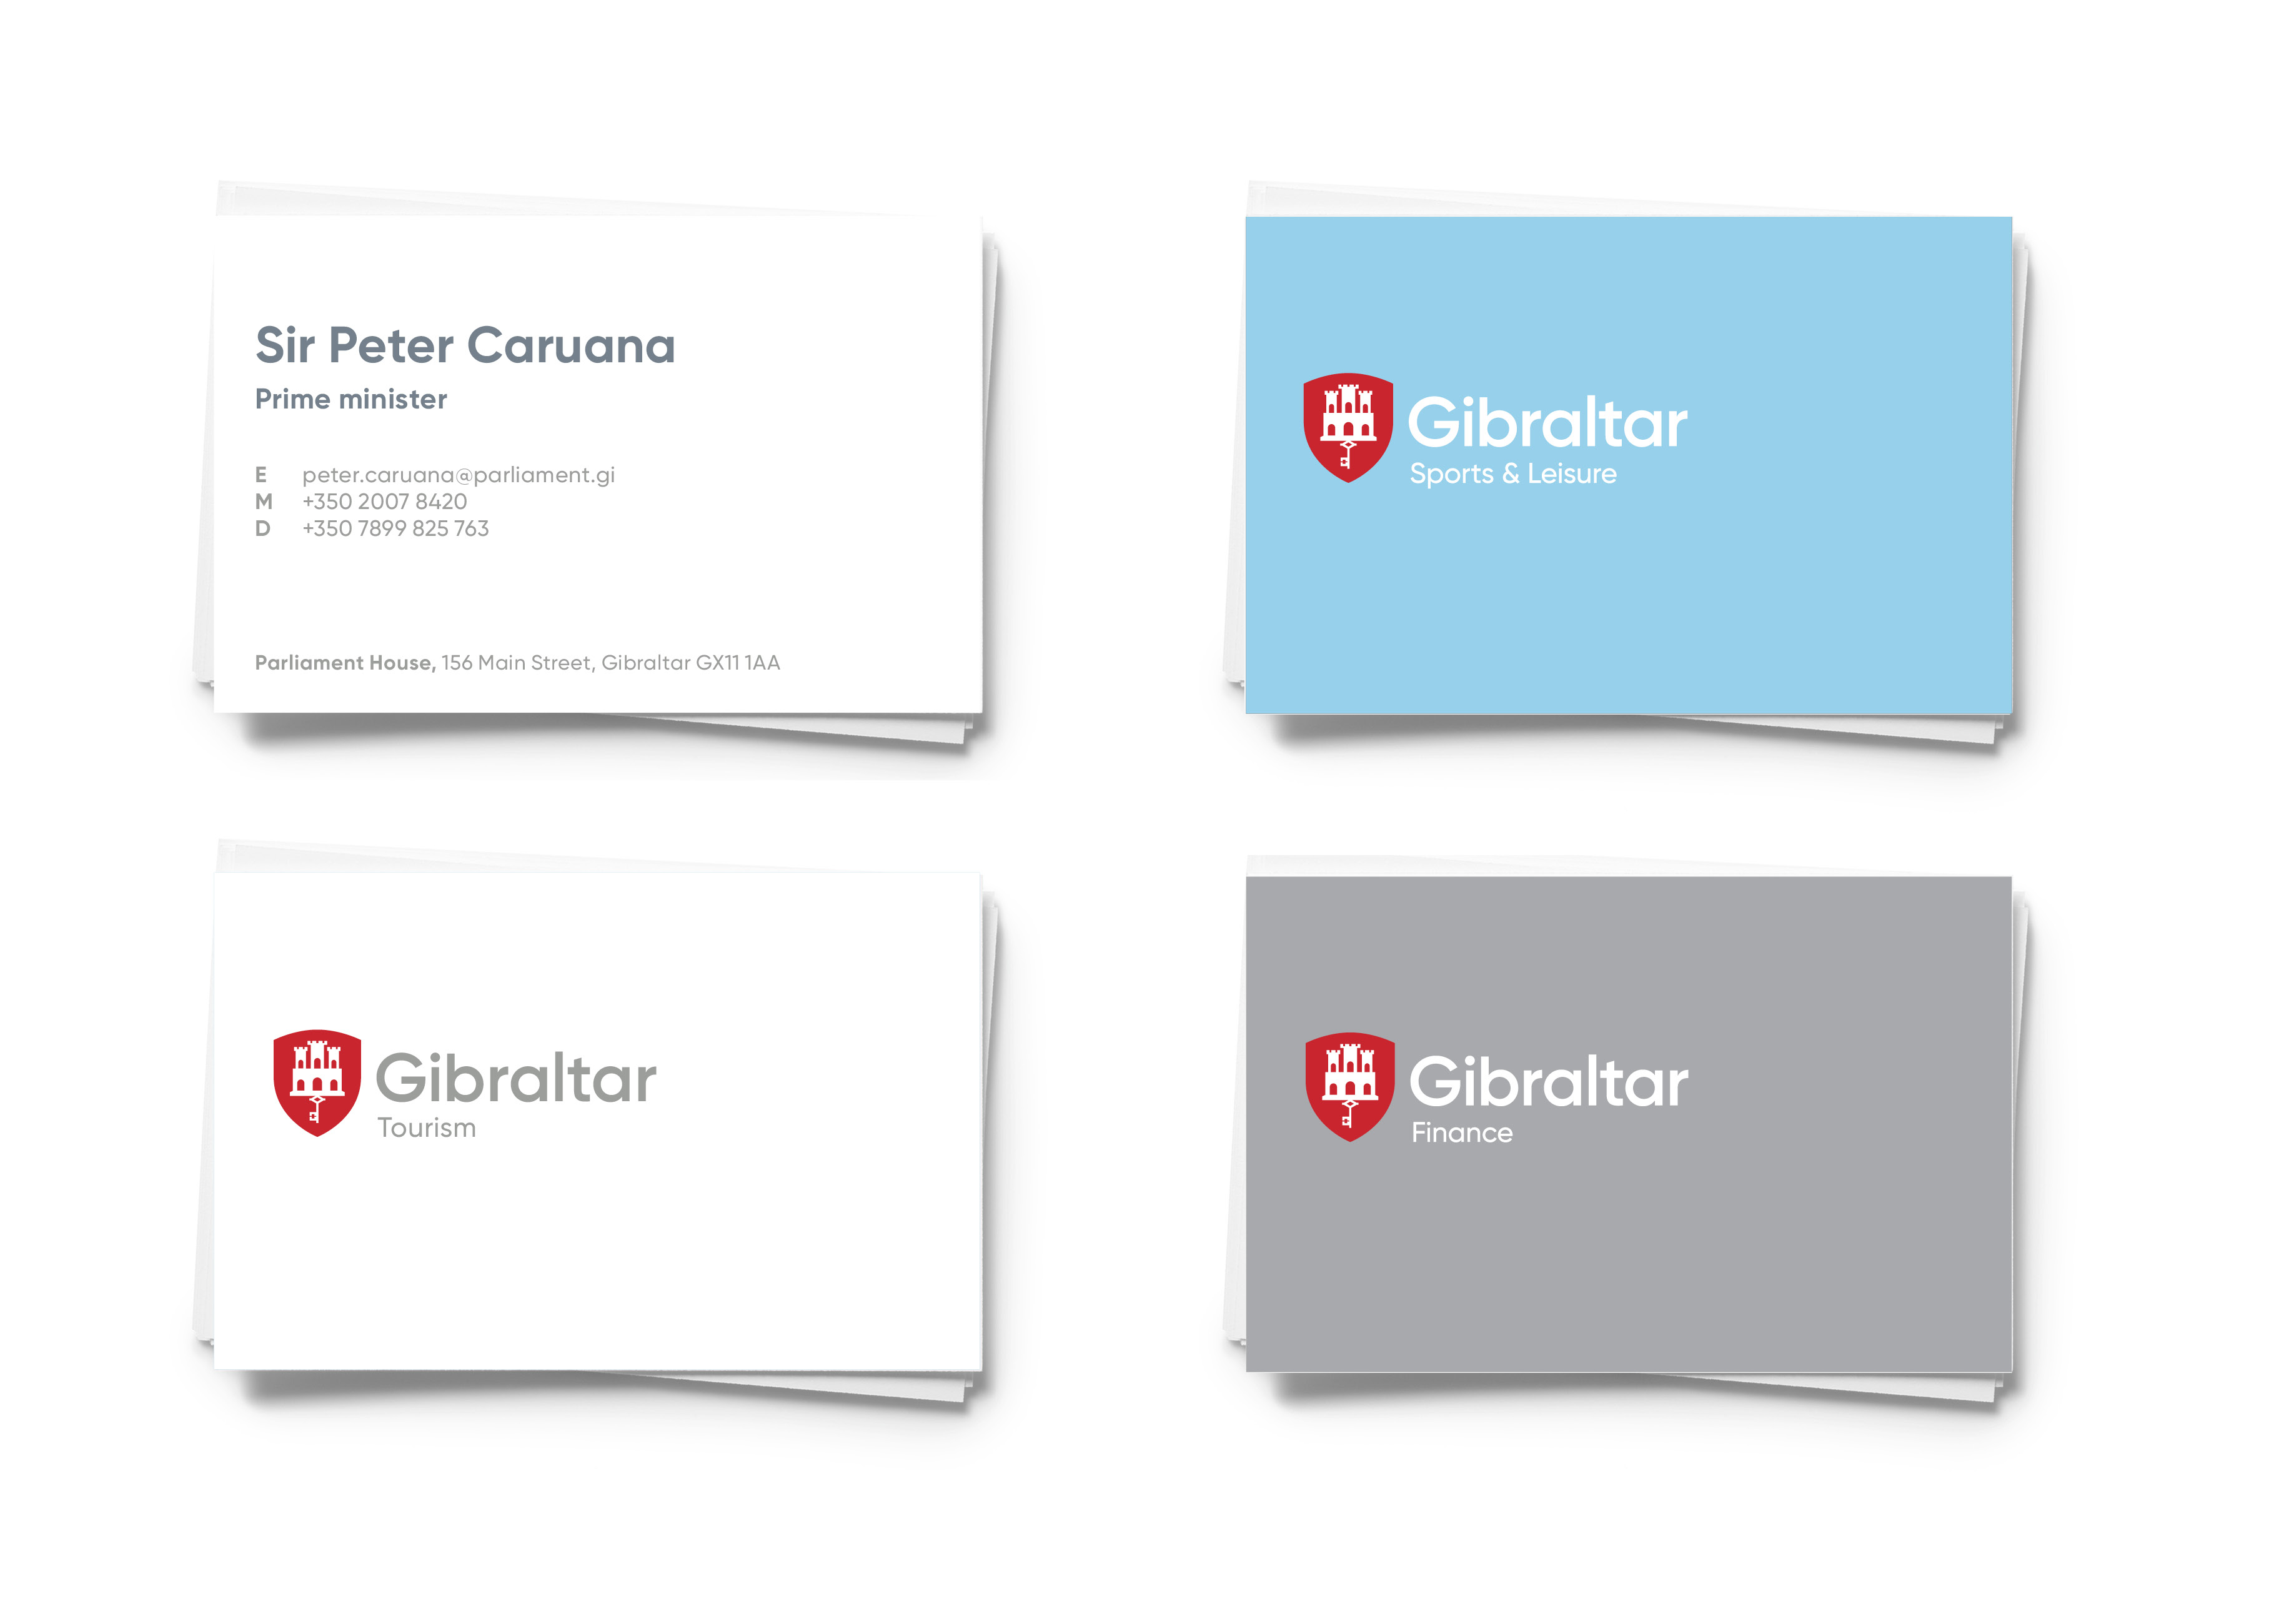 Sir Peter Caruana
Prime minister
E peter.caruana@parliament.gi
M +350 2007 8420
D +350 7899 825 763
Parliament House, 156 Main Street, Gibraltar GX11 1AA
Gibraltar
Sports & Leisure
Gibraltar
Tourism
Gibraltar
Finance